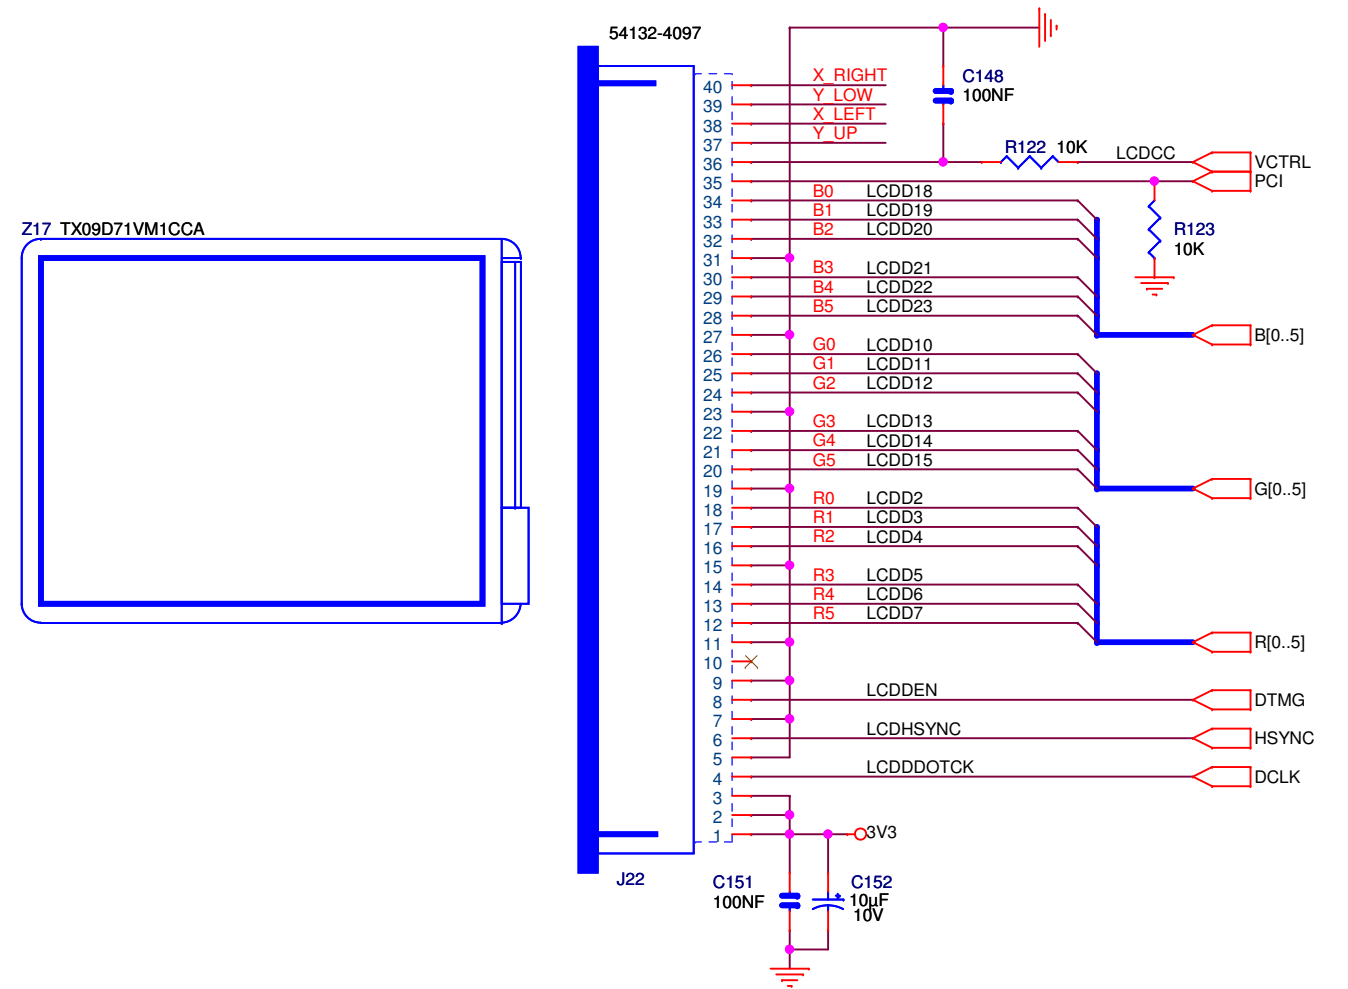 54132-4097
C148
100NF
40 X_RIGHT
39 Y_LOW
38 X_LEFT
37 Y_UP
36 R122 10K LCDCC VCTRL
35 PCI
34 B0 LCDD18
33 B1 LCDD19
32 B2 LCDD20
R123
10K
Z17 TX09D71VM1CCA
31
30 B3 LCDD21
29 B4 LCDD22
28 B5 LCDD23
27 B[0..5]
26 G0 LCDD10
25 G1 LCDD11
24 G2 LCDD12
23
22 G3 LCDD13
21 G4 LCDD14
20 G5 LCDD15
19 G[0..5]
18 R0 LCDD2
17 R1 LCDD3
16 R2 LCDD4
15
14 R3 LCDD5
13 R4 LCDD6
12 R5 LCDD7
11 R[0..5]
10
9
8 LCDDEN DTMG
7
6 LCDHSYNC HSYNC
5
4 LCDDDOTCK DCLK
3
2
1 3V3
J22
C151
100NF
C152
10µF
10V